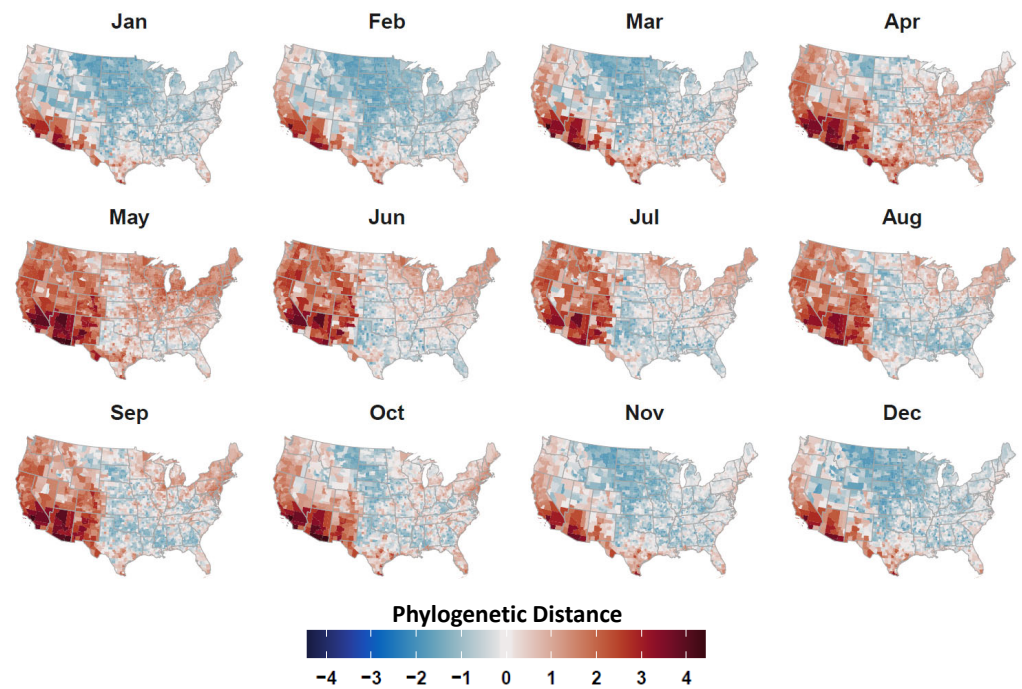 Jan Feb Mar Apr
May Jun Jul Aug
Sep Oct Nov Dec
Phylogenetic Distance
−4 −3 −2 −1 0 1 2 3 4